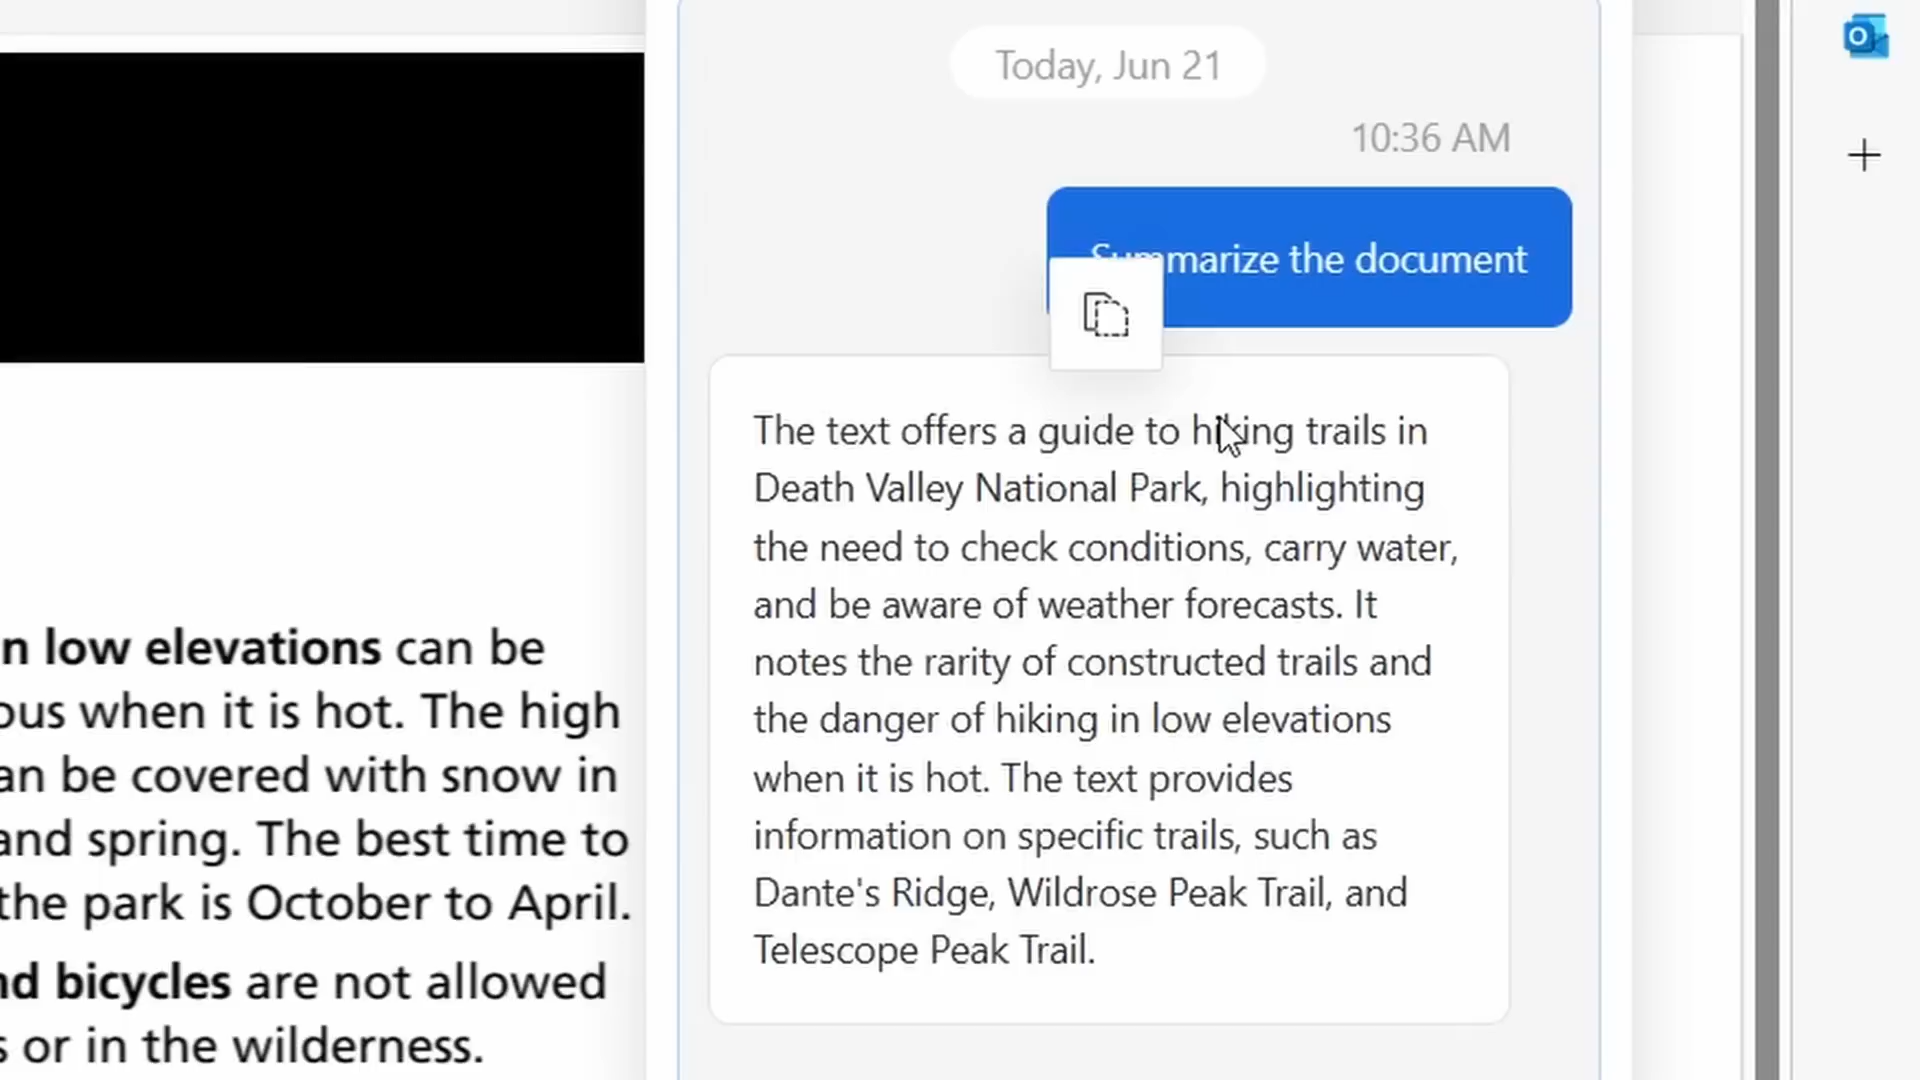 n low elevations can be
ous when it is hot. The high
an be covered with snow in
and spring. The best time to
the park is October to April.
nd bicycles are not allowed
s or in the wilderness.
Today, Jun 21
10:36 AM
Summarize the document
The text offers a guide to hiking trails in
Death Valley National Park, highlighting
the need to check conditions, carry water,
and be aware of weather forecasts. It
notes the rarity of constructed trails and
the danger of hiking in low elevations
when it is hot. The text provides
information on specific trails, such as
Dante's Ridge, Wildrose Peak Trail, and
Telescope Peak Trail.